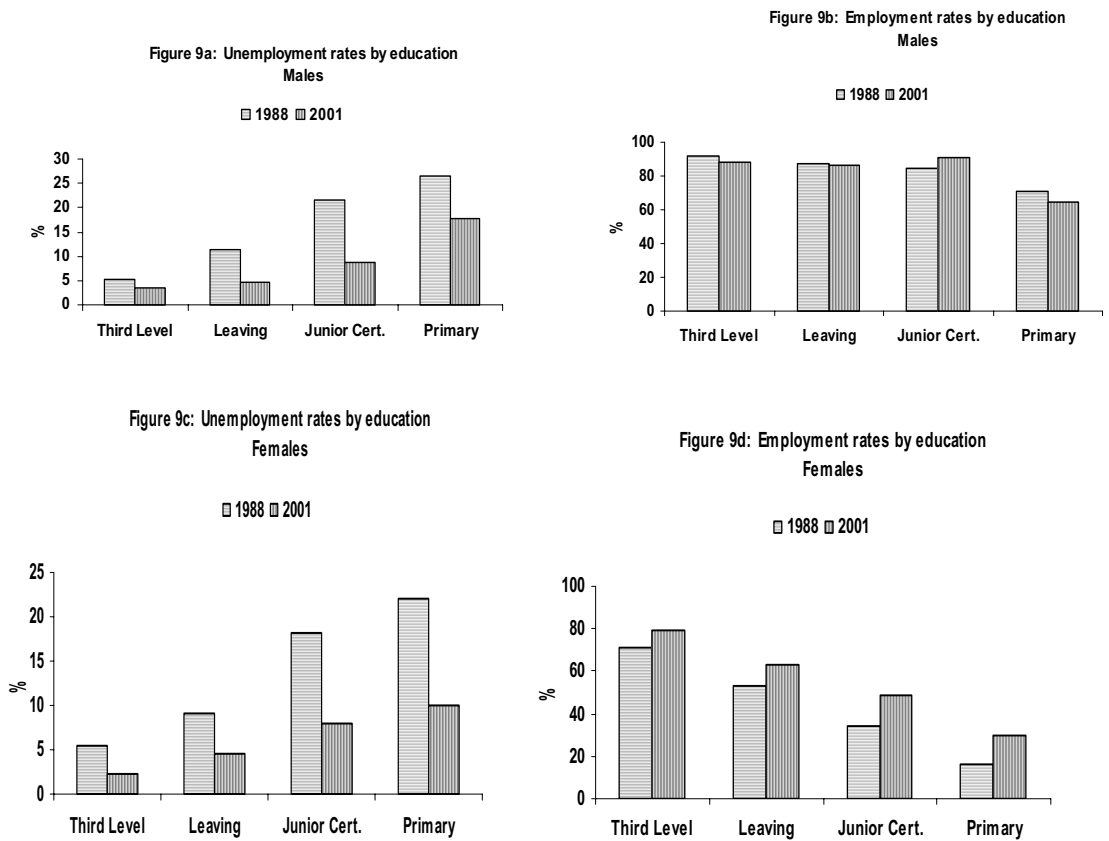 Figure 9a: Unemployment rates by education
Males
1988 2001
30
25
20
15
10
5
0
%
Third Level Leaving Junior Cert. Primary
Figure 9b: Employment rates by education
Males
1988 2001
100
80
60
40
20
0
%
Third Level Leaving Junior Cert. Primary
Figure 9c: Unemployment rates by education
Females
1988 2001
25
20
15
10
5
0
%
Third Level Leaving Junior Cert. Primary
Figure 9d: Employment rates by education
Females
1988 2001
100
80
60
40
20
0
%
Third Level Leaving Junior Cert. Primary